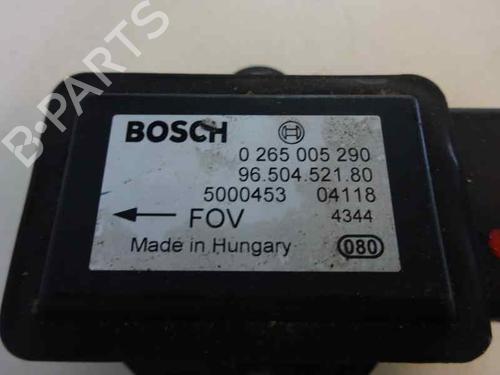 B-PARTS
BOSCH
0 265 005 290
96.504.521.80
5000453 04118
FOV 4344
Made in Hungary 080